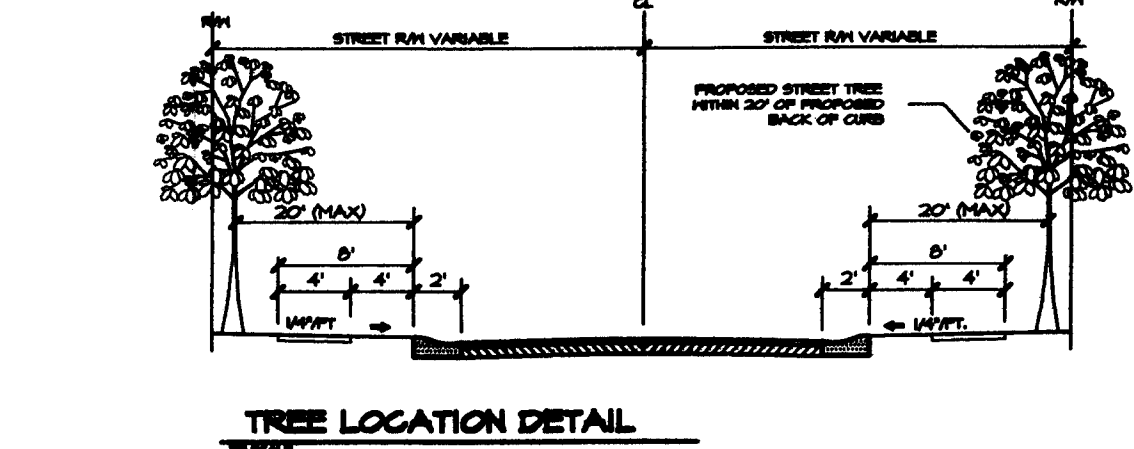 R/W
CL
R/W
STREET R/W VARIABLE
STREET R/W VARIABLE
PROPOSED STREET TREE
WITHIN 20' OF PROPOSED
BACK OF CURB
20' (MAX)
20' (MAX)
8'
8'
4'
4'
2'
2'
4'
4'
1/4"/FT
1/4"/FT.
TREE LOCATION DETAIL